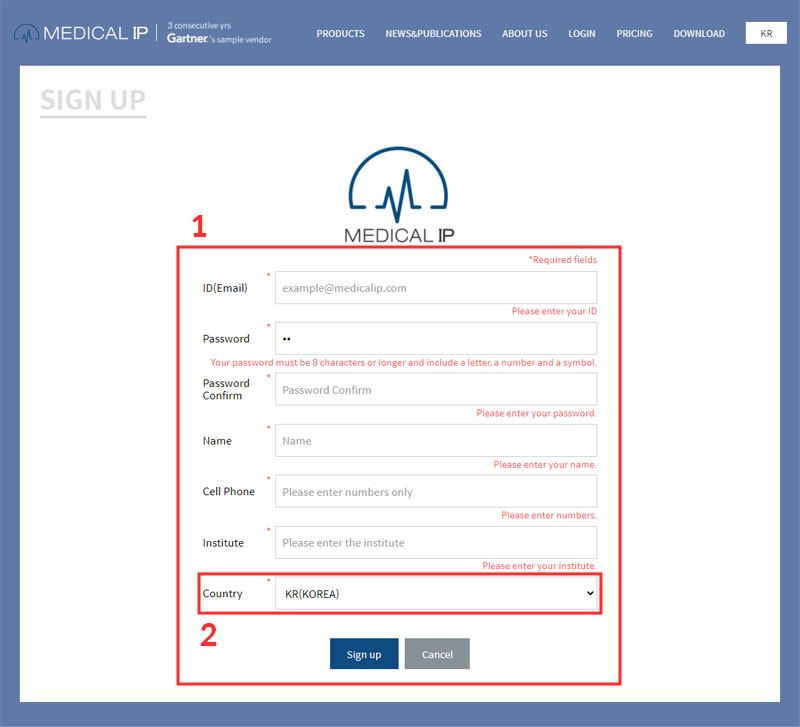 MEDICAL IP
3 consecutive yrs
Gartner's sample vendor
PRODUCTS
NEWS&PUBLICATIONS
ABOUT US
LOGIN
PRICING
DOWNLOAD
KR
SIGN UP
MEDICAL IP
1
*Required fields
ID(Email)
*
example@medicalip.com
Please enter your ID
Password
*
••
Your password must be 8 characters or longer and include a letter, a number and a symbol.
Password
Confirm
*
Password Confirm
Please enter your password.
Name
*
Name
Please enter your name.
Cell Phone
*
Please enter numbers only
Please enter numbers.
Institute
*
Please enter the institute
Please enter your institute.
Country
*
KR(KOREA)
2
Sign up
Cancel